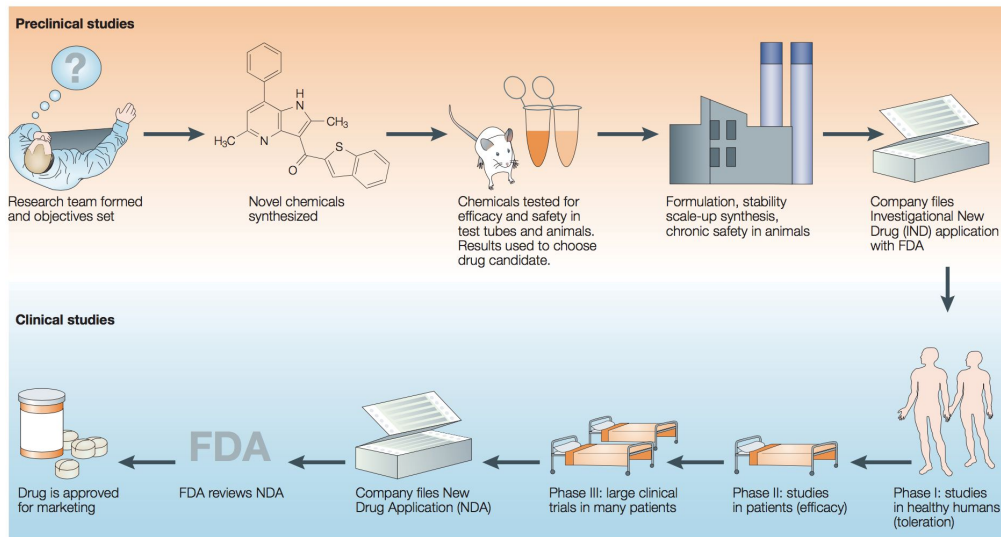 Preclinical studies
?
N
H
CH₃
H₃C
N
S
O
Research team formed
and objectives set
Novel chemicals
synthesized
Chemicals tested for
efficacy and safety in
test tubes and animals.
Results used to choose
drug candidate.
Formulation, stability
scale-up synthesis,
chronic safety in animals
Company files
Investigational New
Drug (IND) application
with FDA
Clinical studies
FDA
Drug is approved
for marketing
FDA reviews NDA
Company files New
Drug Application (NDA)
Phase III: large clinical
trials in many patients
Phase II: studies
in patients (efficacy)
Phase I: studies
in healthy humans
(toleration)